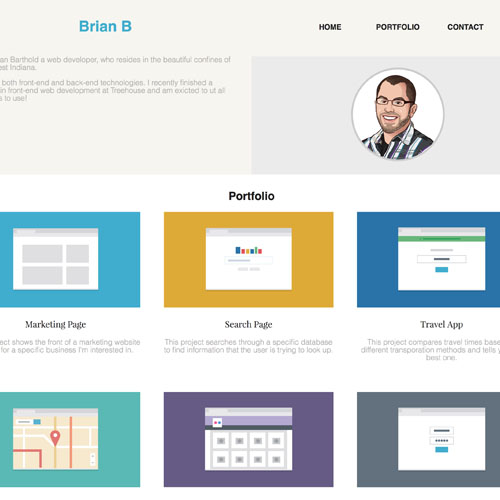 Brian B
HOME PORTFOLIO CONTACT
an Barthold a web developer, who resides in the beautiful confines of
est Indiana.
both front-end and back-end technologies. I recently finished a
in front-end web development at Treehouse and am exicted to ut all
s to use!
Portfolio
Marketing Page
Search Page
Travel App
ect shows the front of a marketing website
for a specific business I'm interested in.
This project searches through a specific database
to find information that the user is trying to look up.
This project compares travel times base
different transporation methods and tells y
best one.